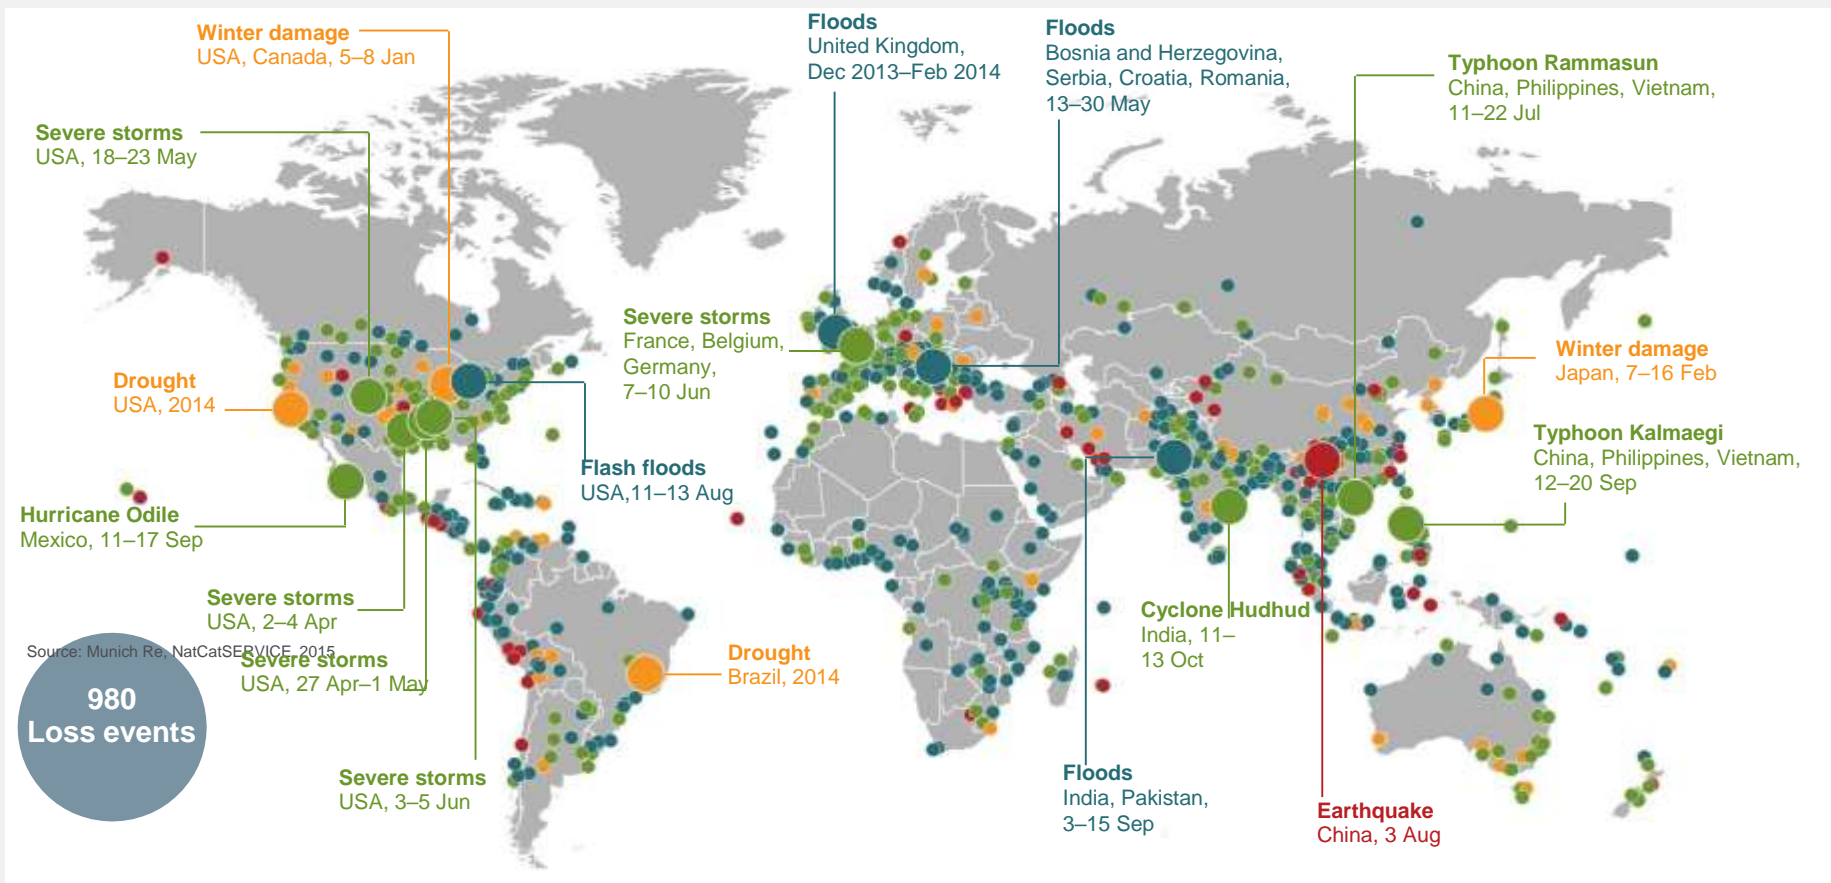 Winter damage
USA, Canada, 5–8 Jan
Floods
United Kingdom,
Dec 2013–Feb 2014
Floods
Bosnia and Herzegovina,
Serbia, Croatia, Romania,
13–30 May
Typhoon Rammasun
China, Philippines, Vietnam,
11–22 Jul
Severe storms
USA, 18–23 May
Severe storms
France, Belgium,
Germany,
7–10 Jun
Winter damage
Japan, 7–16 Feb
Drought
USA, 2014
Typhoon Kalmaegi
China, Philippines, Vietnam,
12–20 Sep
Flash floods
USA,11–13 Aug
Hurricane Odile
Mexico, 11–17 Sep
Severe storms
USA, 2–4 Apr
Cyclone Hudhud
India, 11–
13 Oct
Source: Munich Re, NatCatSERVICE, 2015
Severe storms
USA, 27 Apr–1 May
Drought
Brazil, 2014
980
Loss events
Severe storms
USA, 3–5 Jun
Floods
India, Pakistan,
3–15 Sep
Earthquake
China, 3 Aug